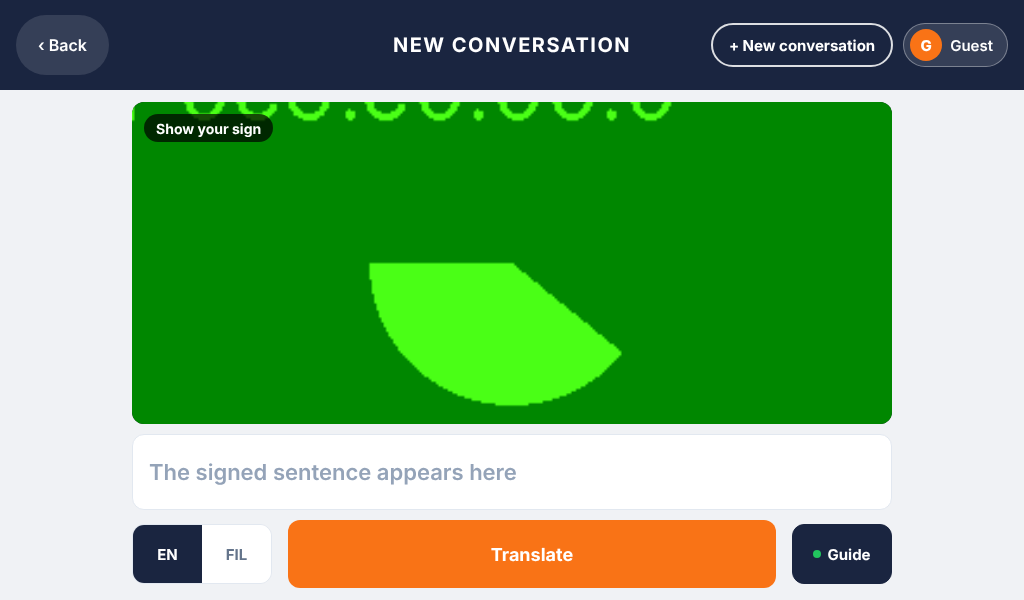 ‹ Back
NEW CONVERSATION
+ New conversation
G
Guest
Show your sign
The signed sentence appears here
EN
FIL
Translate
Guide